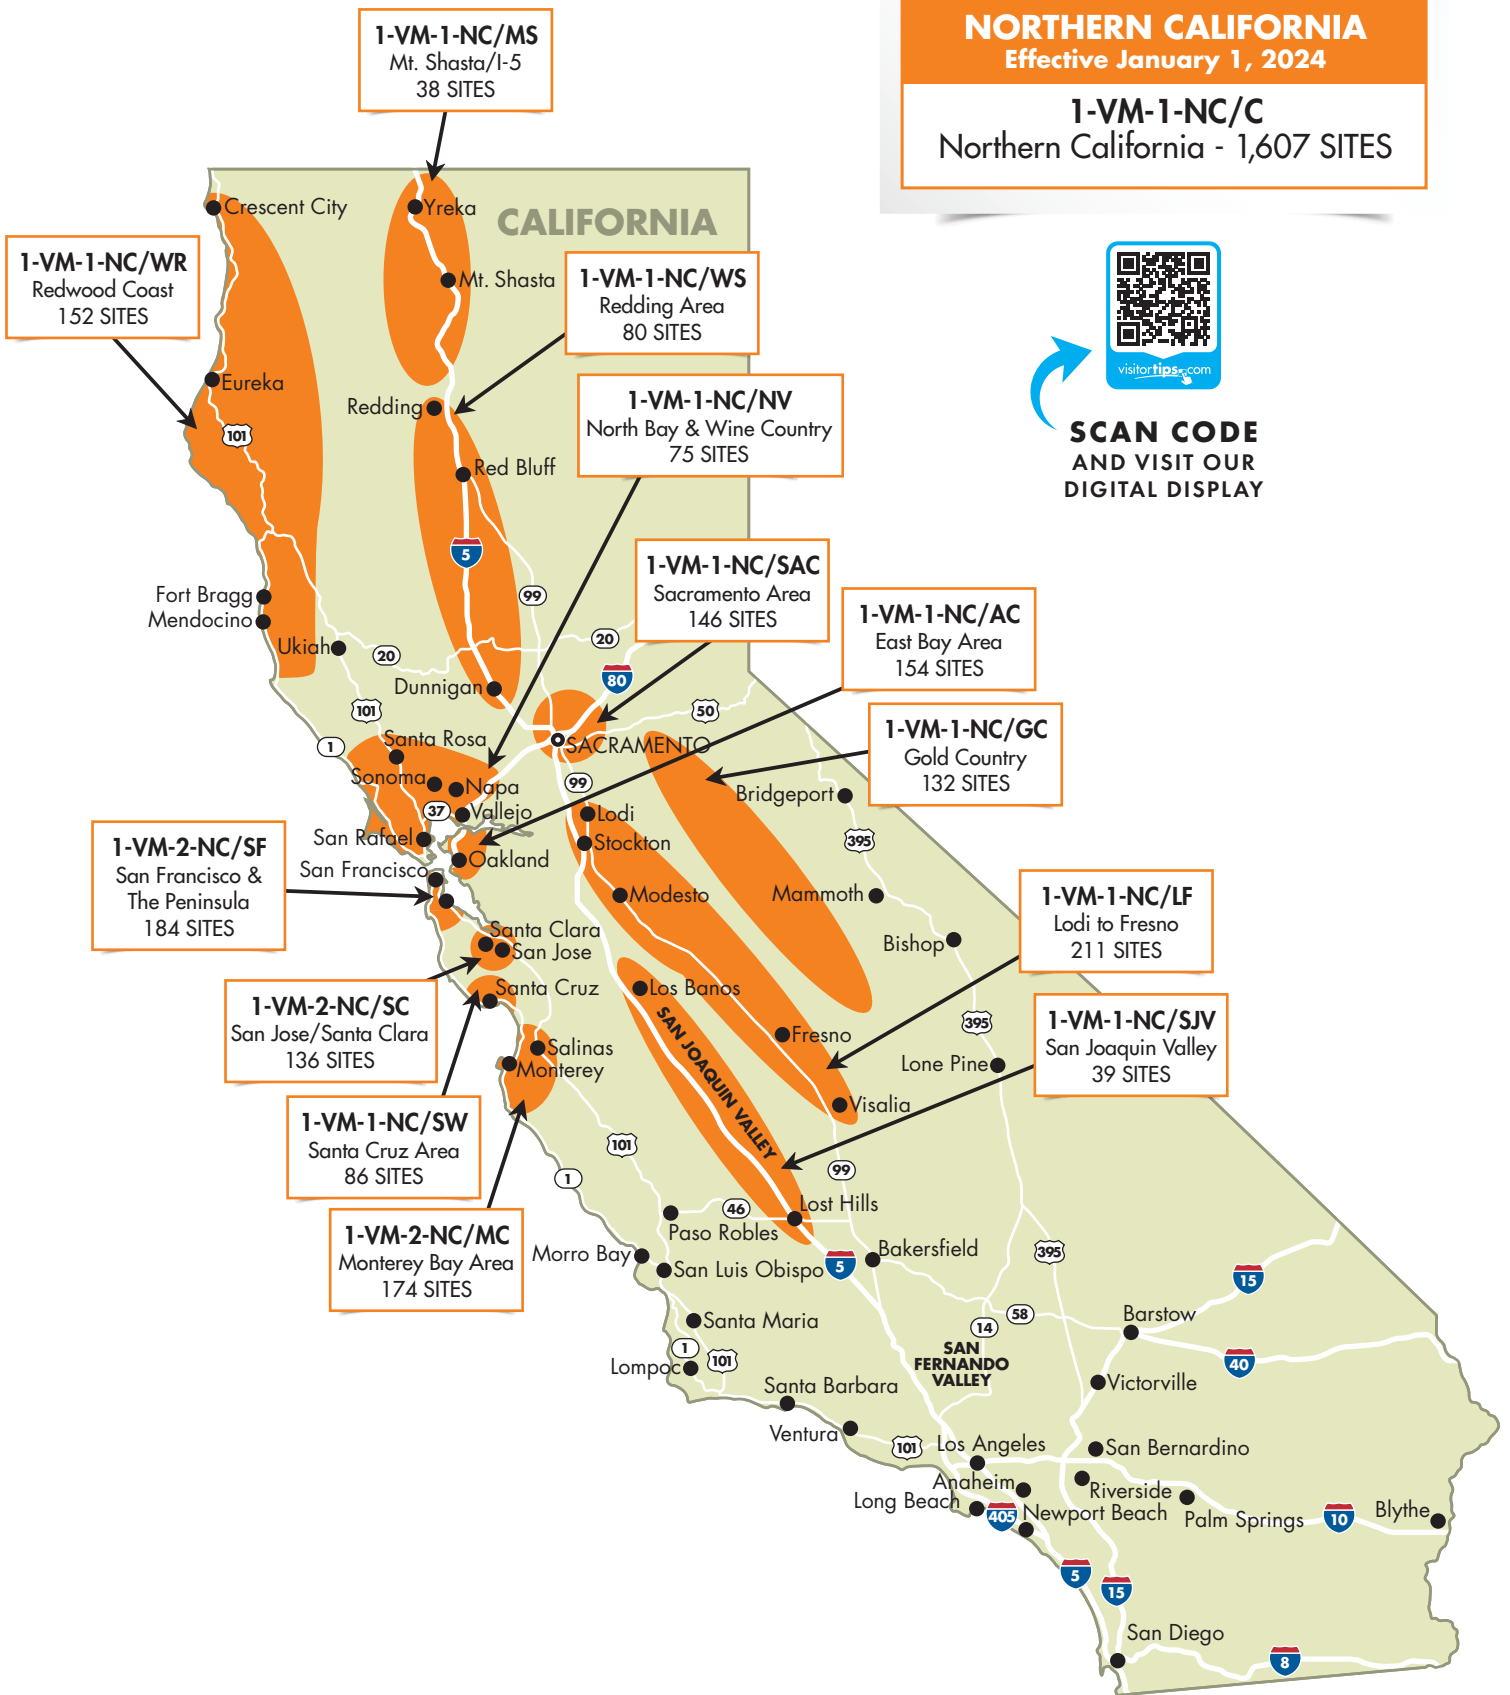 NORTHERN CALIFORNIA
Effective January 1, 2024
1-VM-1-NC/C
Northern California - 1,607 SITES
visitortips.com
SCAN CODE
AND VISIT OUR
DIGITAL DISPLAY
1-VM-1-NC/MS
Mt. Shasta/I-5
38 SITES
CALIFORNIA
Crescent City
Yreka
1-VM-1-NC/WR
Redwood Coast
152 SITES
Mt. Shasta
1-VM-1-NC/WS
Redding Area
80 SITES
Eureka
101
Redding
1-VM-1-NC/NV
North Bay & Wine Country
75 SITES
Red Bluff
5
99
1-VM-1-NC/SAC
Sacramento Area
146 SITES
Fort Bragg
Mendocino
Ukiah
20
20
80
1-VM-1-NC/AC
East Bay Area
154 SITES
Dunnigan
101
50
1
Santa Rosa
SACRAMENTO
1-VM-1-NC/GC
Gold Country
132 SITES
Sonoma
Napa
99
37
Vallejo
Lodi
Bridgeport
San Rafael
Stockton
395
1-VM-2-NC/SF
San Francisco &
The Peninsula
184 SITES
Oakland
San Francisco
Modesto
Mammoth
1-VM-1-NC/LF
Lodi to Fresno
211 SITES
Santa Clara
San Jose
Bishop
1-VM-2-NC/SC
San Jose/Santa Clara
136 SITES
Santa Cruz
Los Banos
SAN JOAQUIN VALLEY
Fresno
395
1-VM-1-NC/SJV
San Joaquin Valley
39 SITES
Salinas
Monterey
Lone Pine
Visalia
1-VM-1-NC/SW
Santa Cruz Area
86 SITES
101
1
99
1-VM-2-NC/MC
Monterey Bay Area
174 SITES
46
Lost Hills
Paso Robles
Morro Bay
San Luis Obispo
5
Bakersfield
395
15
Santa Maria
58
14
Barstow
1
101
SAN
FERNANDO
VALLEY
40
Lompoc
Santa Barbara
Victorville
Ventura
101
Los Angeles
San Bernardino
Anaheim
Riverside
Long Beach
405
Newport Beach
Palm Springs
10
Blythe
5
15
San Diego
8